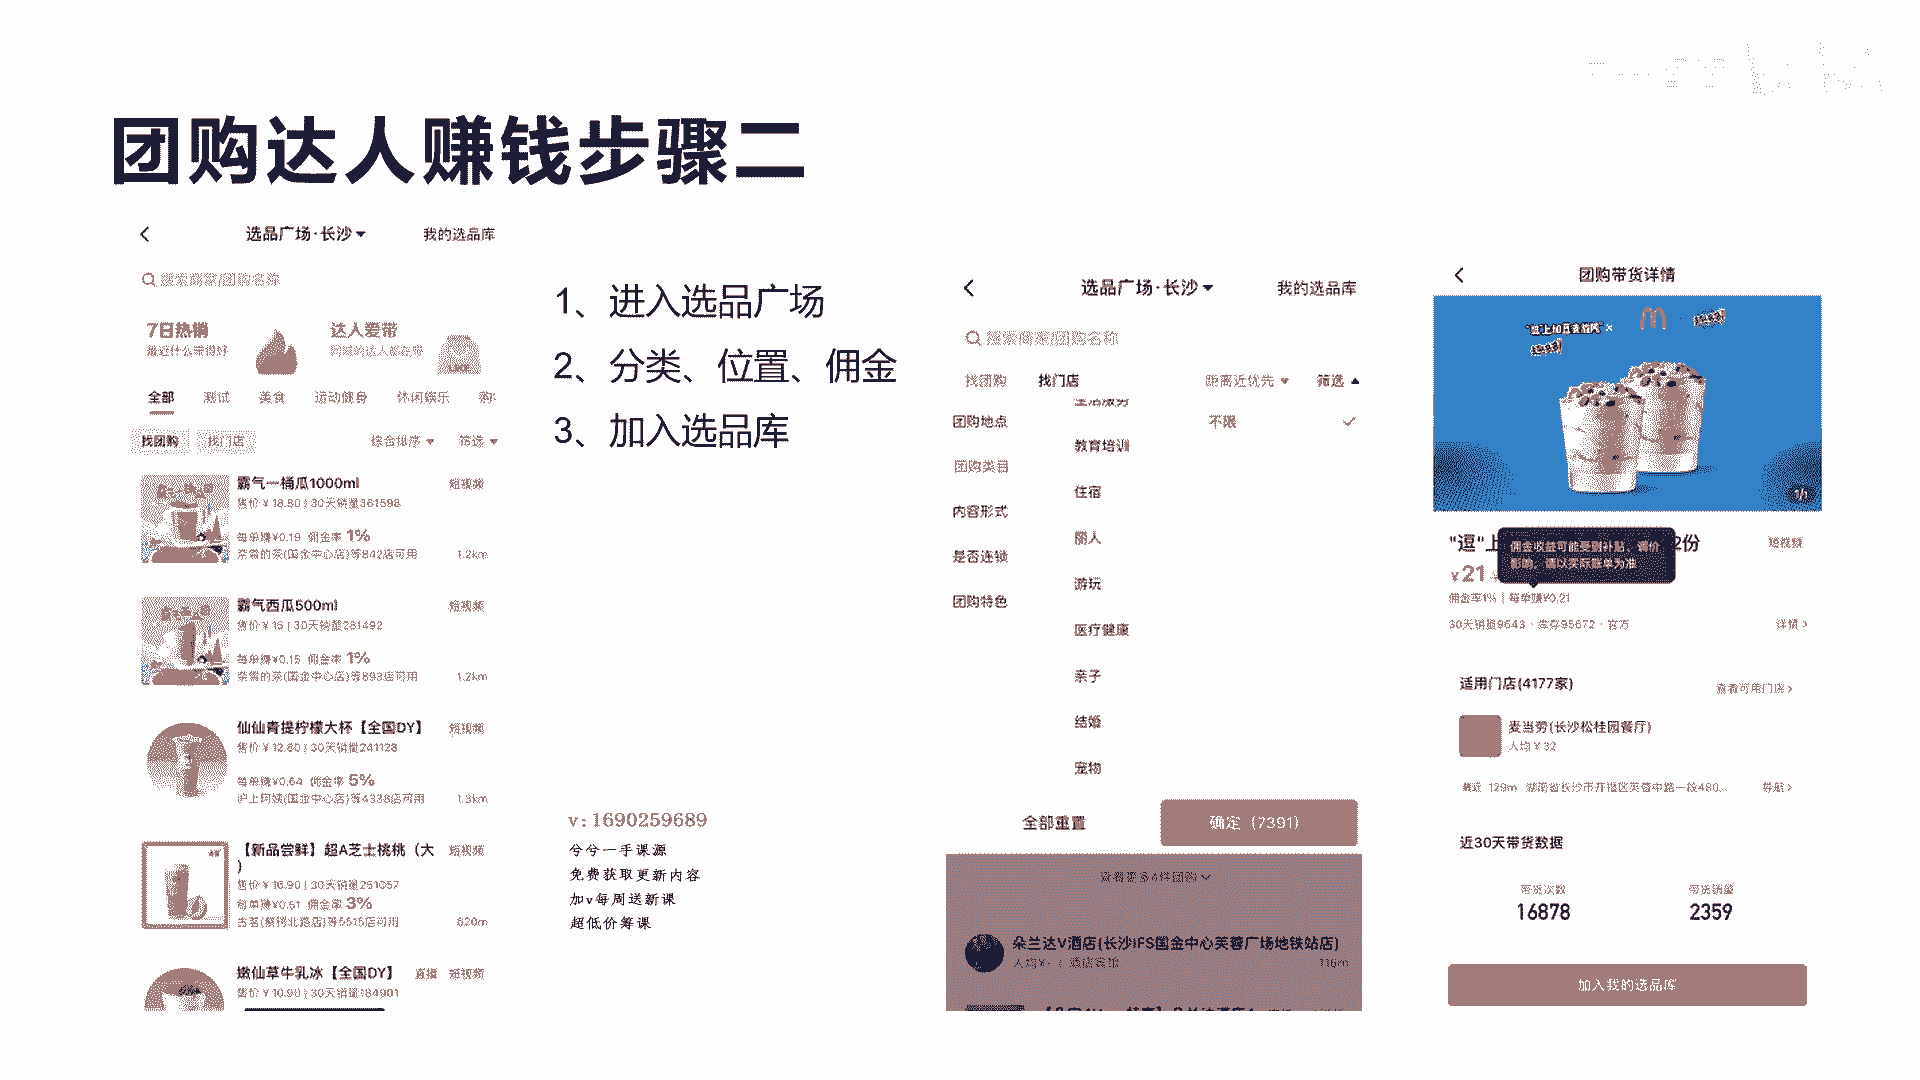 团购达人赚钱步骤二
选品广场·长沙
我的选品库
搜索商家/团购名称
7日热销
最近什么卖得好
达人爱带
同城的达人都在带
全部
测试
美食
运动健身
休闲娱乐
找团购
找门店
综合排序
筛选
霸气一桶瓜1000ml
短视频
售价￥18.80 | 30天销量361598
每单赚¥0.19 佣金率 1%
奈雪的茶(国金中心店)等842店可用
1.2km
霸气西瓜500ml
短视频
售价￥15 | 30天销量281492
每单赚¥0.15 佣金率 1%
奈雪的茶(国金中心店)等893店可用
1.2km
仙仙青提柠檬大杯【全国DY】
短视频
售价￥12.80 | 30天销量241128
每单赚¥0.64 佣金率 5%
沪上阿姨(国金中心店)等4338店可用
1.3km
【新品尝鲜】超A芝士桃桃（大
）
短视频
售价￥16.90 | 30天销量251057
每单赚¥0.51 佣金率 3%
620m
嫩仙草牛乳冰【全国DY】
直播
短视频
售价￥10.90 | 30天销量184901
1、进入选品广场
2、分类、位置、佣金
3、加入选品库
v:1690259689
兮兮一手课源
免费获取更新内容
加v每周送新课
超低价筹课
选品广场·长沙
我的选品库
搜索商家/团购名称
找团购
找门店
距离近优先
筛选
生活服务
团购地点
不限
教育培训
团购类目
住宿
内容形式
丽人
是否连锁
游玩
团购特色
医疗健康
亲子
结婚
宠物
全部重置
确定（7391）
查看更多4件团购
朵兰达V酒店(长沙IFS国金中心芙蓉广场地铁站店)
116m
团购带货详情
1/1
"逗"上
2份
短视频
佣金收益可能受到补贴、调价
影响，请以实际账单为准
￥21
佣金率1% | 每单赚¥0.21
30天销量9643 · 库存95672 · 官方
详情
适用门店(4177家)
查看可用门店
麦当劳(长沙松桂园餐厅)
人均￥32
最近 129m 湖南省长沙市开福区芙蓉中路一段480...
导航
近30天带货数据
带货次数
带货销量
16878
2359
加入我的选品库